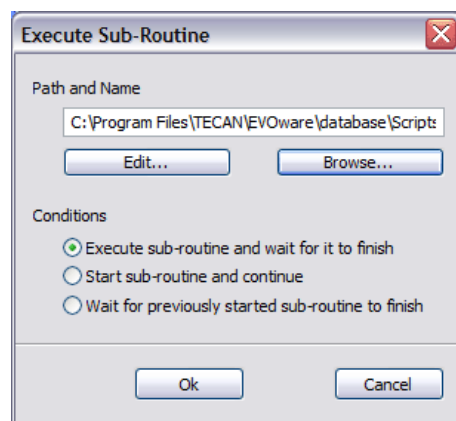 Execute Sub-Routine
Path and Name
C:\Program Files\TECAN\EVOware\database\Scripts
Edit...
Browse...
Conditions
Execute sub-routine and wait for it to finish
Start sub-routine and continue
Wait for previously started sub-routine to finish
Ok
Cancel